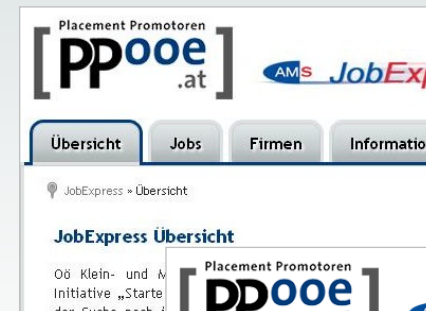 Placement Promotoren
[ppooe
.at]
AMS JobExp
Übersicht Jobs Firmen Informatio
JobExpress » Übersicht
JobExpress Übersicht
Oö Klein- und M
Initiative „Starte
der Suche nach i
Placement Promotoren
[ppooe]